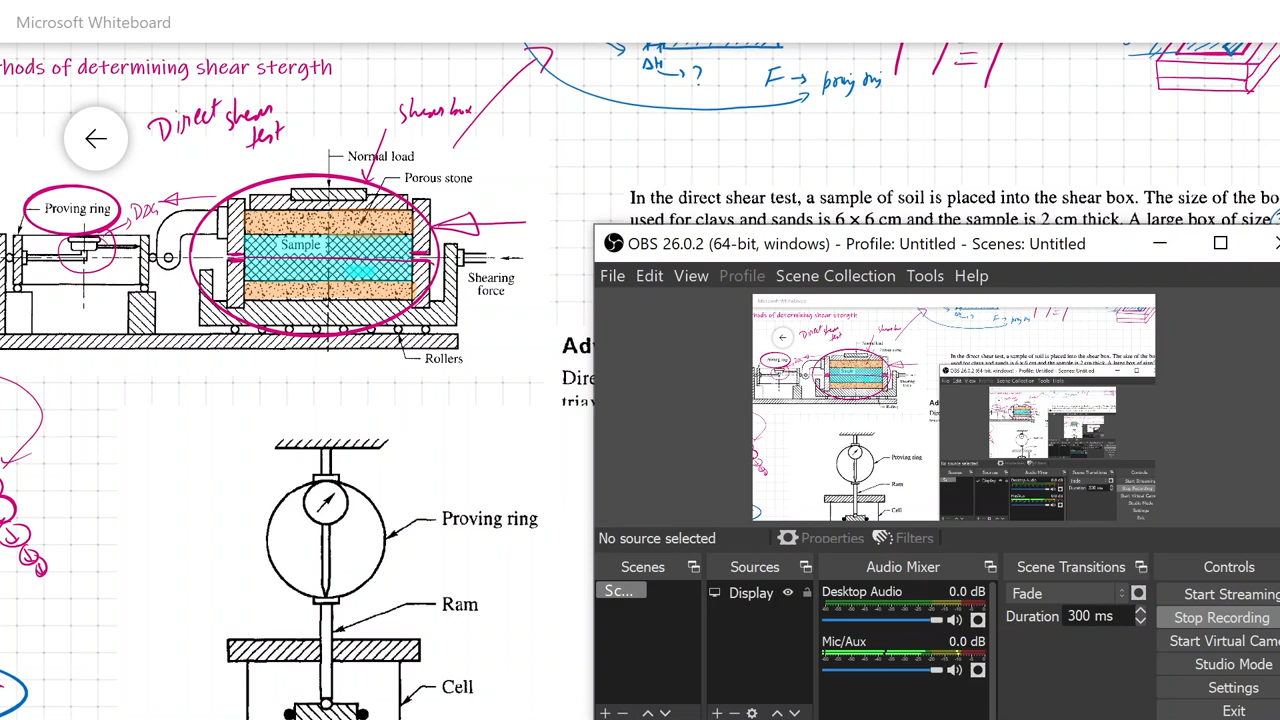 Microsoft Whiteboard
thods of determining shear stergth
ΔH
?
F → proving ring
Direct shear
test
shear box
Normal load
Porous stone
Proving ring
Sample
Shearing
force
Rollers
In the direct shear test, a sample of soil is placed into the shear box. The size of the bo
used for clays and sands is 6 × 6 cm and the sample is 2 cm thick. A large box of size
Ad
Dire
triax
Proving ring
Ram
Cell
OBS 26.0.2 (64-bit, windows) - Profile: Untitled - Scenes: Untitled
File Edit View Profile Scene Collection Tools Help
No source selected
Properties
Filters
Scenes
Sources
Audio Mixer
Scene Transitions
Controls
Sc...
Display
Desktop Audio 0.0 dB
Mic/Aux 0.0 dB
Fade
Duration 300 ms
Start Streaming
Stop Recording
Start Virtual Came
Studio Mode
Settings
Exit